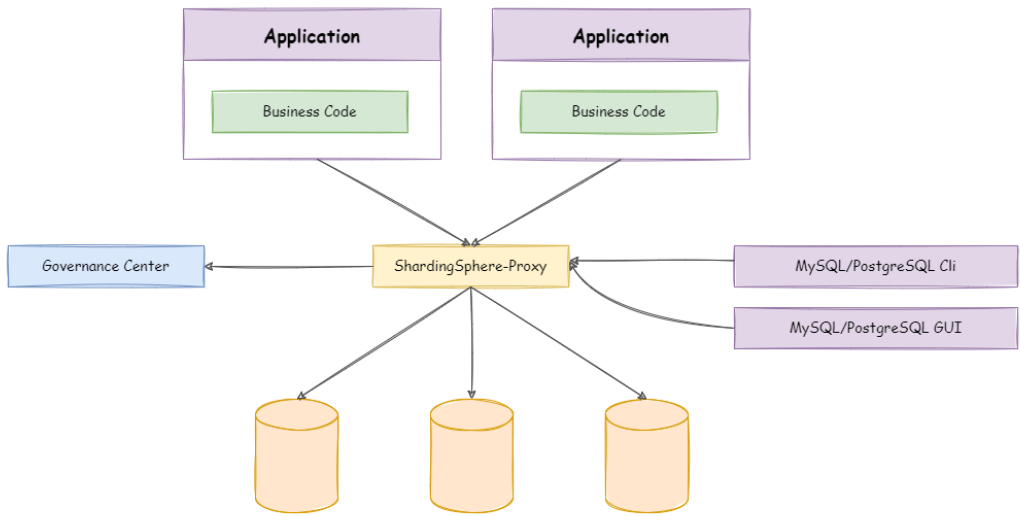 Application
Application
Business Code
Business Code
Governance Center
ShardingSphere-Proxy
MySQL/PostgreSQL Cli
MySQL/PostgreSQL GUI